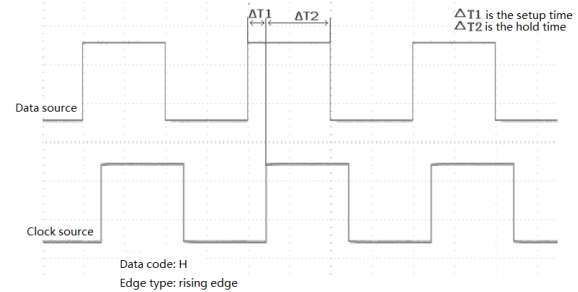 ΔT1 ΔT2
ΔT1 is the setup time
ΔT2 is the hold time
Data source
Clock source
Data code: H
Edge type: rising edge